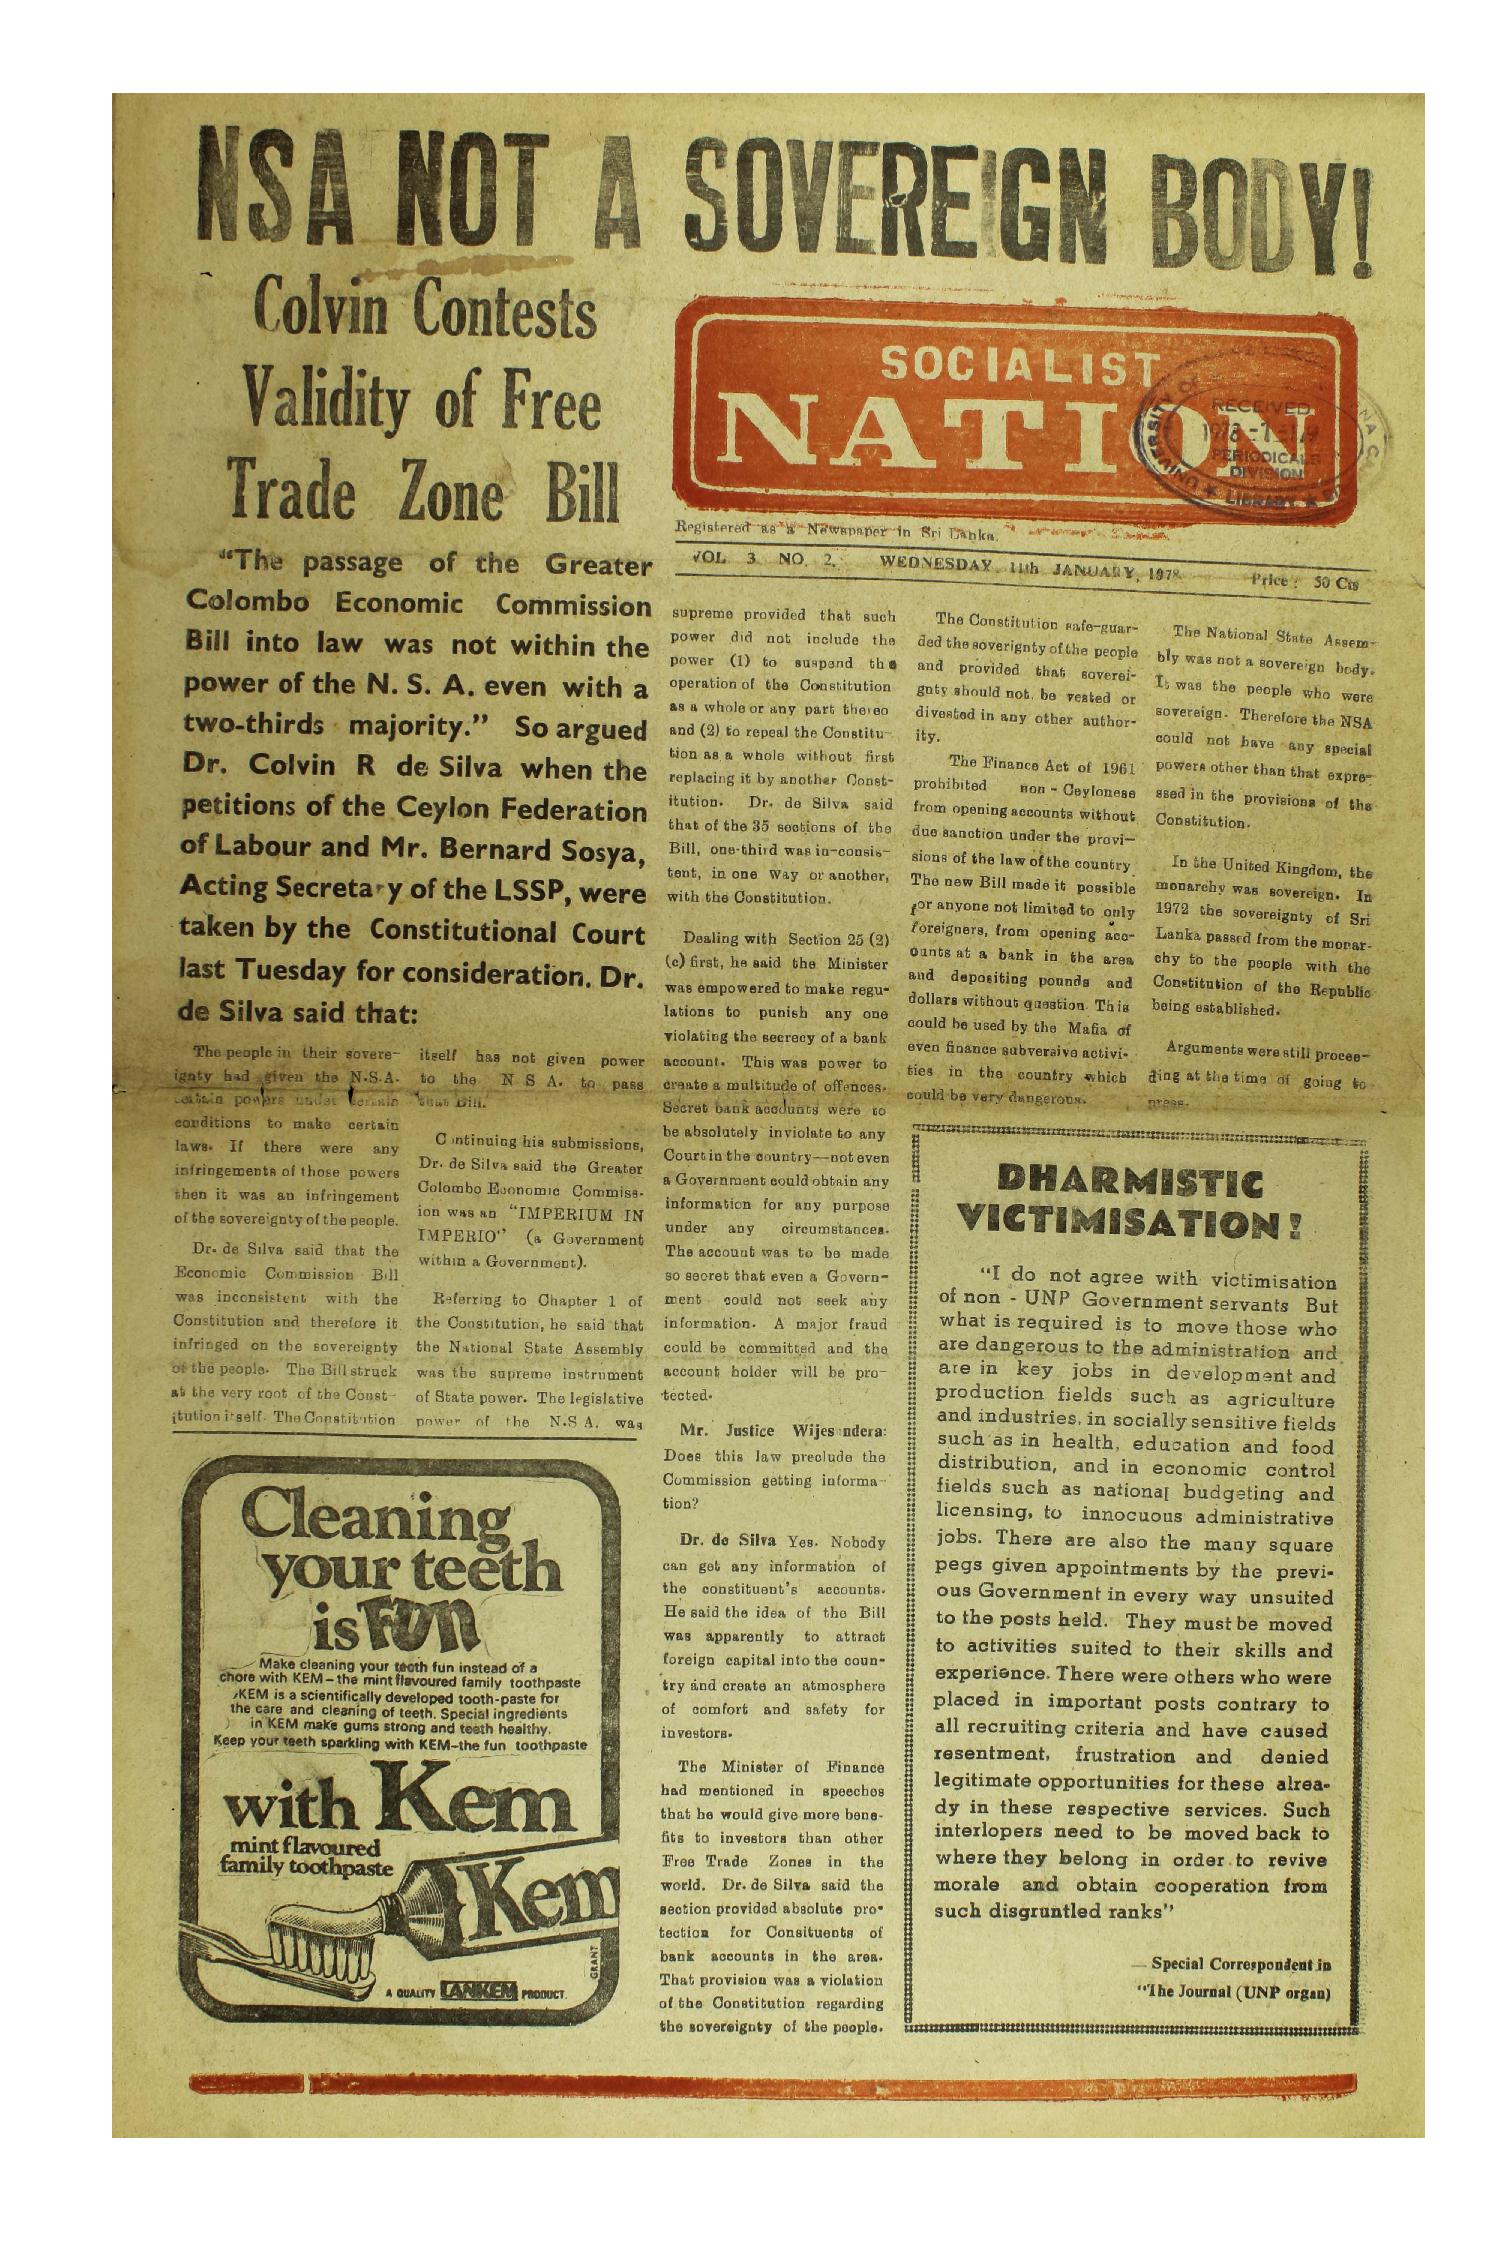 NSA NOT A SOVEREIGN BODY!
Colvin Contests
Validity of Free
Trade Zone Bill
SOCIALIST
NATION
RECEIVED
PERIODICALS
DIVISION
UNIVERSITY OF
LIBRARY
Registered as a Newspaper in Sri Lanka.
VOL 3 NO. 2. WEDNESDAY, 11th JANUARY, 1978 Price: 50 Cts
"The passage of the Greater
Colombo Economic Commission
Bill into law was not within the
power of the N. S. A. even with a
two-thirds majority." So argued
Dr. Colvin R de Silva when the
petitions of the Ceylon Federation
of Labour and Mr. Bernard Sosya,
Acting Secretary of the LSSP, were
taken by the Constitutional Court
last Tuesday for consideration. Dr.
de Silva said that:
The people in their sovere-
ignty had given the N.S.A.
certain powers under certain
conditions to make certain
laws. If there were any
infringements of those powers
then it was an infringement
of the sovereignty of the people.
Dr. de Silva said that the
Economic Commission Bill
was inconsistent with the
Constitution and therefore it
infringed on the sovereignty
of the people. The Bill struck
at the very root of the Const-
itution itself. The Constitution
itself has not given power
to the N S A. to pass
that Bill.
Continuing his submissions,
Dr. de Silva said the Greater
Colombo Economic Commiss-
ion was an "IMPERIUM IN
IMPERIO" (a Government
within a Government).
Referring to Chapter 1 of
the Constitution, he said that
the National State Assembly
was the supreme instrument
of State power. The legislative
power of the N.S A. was
supreme provided that such
power did not include the
power (1) to suspend the
operation of the Constitution
as a whole or any part thereo
and (2) to repeal the Constitu-
tion as a whole without first
replacing it by another Const-
itution. Dr. de Silva said
that of the 35 sections of the
Bill, one-third was in-consis-
tent, in one way or another,
with the Constitution.
Dealing with Section 25 (2)
(c) first, he said the Minister
was empowered to make regu-
lations to punish any one
violating the secrecy of a bank
account. This was power to
create a multitude of offences.
Secret bank accounts were to
be absolutely inviolate to any
Court in the country—not even
a Government could obtain any
information for any purpose
under any circumstances.
The account was to be made
so secret that even a Govern-
ment could not seek any
information. A major fraud
could be committed and the
account holder will be pro-
tected.
Mr. Justice Wijesundera:
Does this law preclude the
Commission getting informa-
tion?
Dr. de Silva Yes. Nobody
can get any information of
the constituent's accounts.
He said the idea of the Bill
was apparently to attract
foreign capital into the coun-
try and create an atmosphere
of comfort and safety for
investors.
The Minister of Finance
had mentioned in speeches
that he would give more bene-
fits to investors than other
Free Trade Zones in the
world. Dr. de Silva said the
section provided absolute pro-
tection for Consituents of
bank accounts in the area.
That provision was a violation
of the Constitution regarding
the sovereignty of the people.
The Constitution safe-guar-
ded the soverignty of the people
and provided that soverei-
gnty should not, be vested or
divested in any other author-
ity.
The Finance Act of 1961
prohibited non - Ceylonese
from opening accounts without
due sanction under the provi-
sions of the law of the country
The new Bill made it possible
for anyone not limited to only
foreigners, from opening acc-
ounts at a bank in the area
and depositing pounds and
dollars without question. This
could be used by the Mafia of
even finance subversive activi-
ties in the country which
could be very dangerous.
The National State Assem-
bly was not a sovereign body.
It was the people who were
sovereign. Therefore the NSA
could not have any special
powers other than that expre-
ssed in the provisions of the
Constitution.
In the United Kingdom, the
monarchy was sovereign. In
1972 the sovereignty of Sri
Lanka passed from the monar-
chy to the people with the
Constitution of the Republic
being established.
Arguments were still procee-
ding at the time of going to
press.
DHARMISTIC
VICTIMISATION!
"I do not agree with victimisation
of non - UNP Government servants But
what is required is to move those who
are dangerous to the administration and
are in key jobs in development and
production fields such as agriculture
and industries, in socially sensitive fields
such as in health, education and food
distribution, and in economic control
fields such as national budgeting and
licensing, to innocuous administrative
jobs. There are also the many square
pegs given appointments by the previ-
ous Government in every way unsuited
to the posts held. They must be moved
to activities suited to their skills and
experience. There were others who were
placed in important posts contrary to
all recruiting criteria and have caused
resentment, frustration and denied
legitimate opportunities for these alrea-
dy in these respective services. Such
interlopers need to be moved back to
where they belong in order to revive
morale and obtain cooperation from
such disgruntled ranks"
— Special Correspondent in
"The Journal (UNP organ)
Cleaning
your teeth
is FUN
Make cleaning your teeth fun instead of a
chore with KEM – the mint flavoured family toothpaste
KEM is a scientifically developed tooth-paste for
the care and cleaning of teeth. Special ingredients
in KEM make gums strong and teeth healthy.
Keep your teeth sparkling with KEM–the fun toothpaste
with Kem
mint flavoured
family toothpaste
Kem
GRANT
A QUALITY LANKEM PRODUCT.